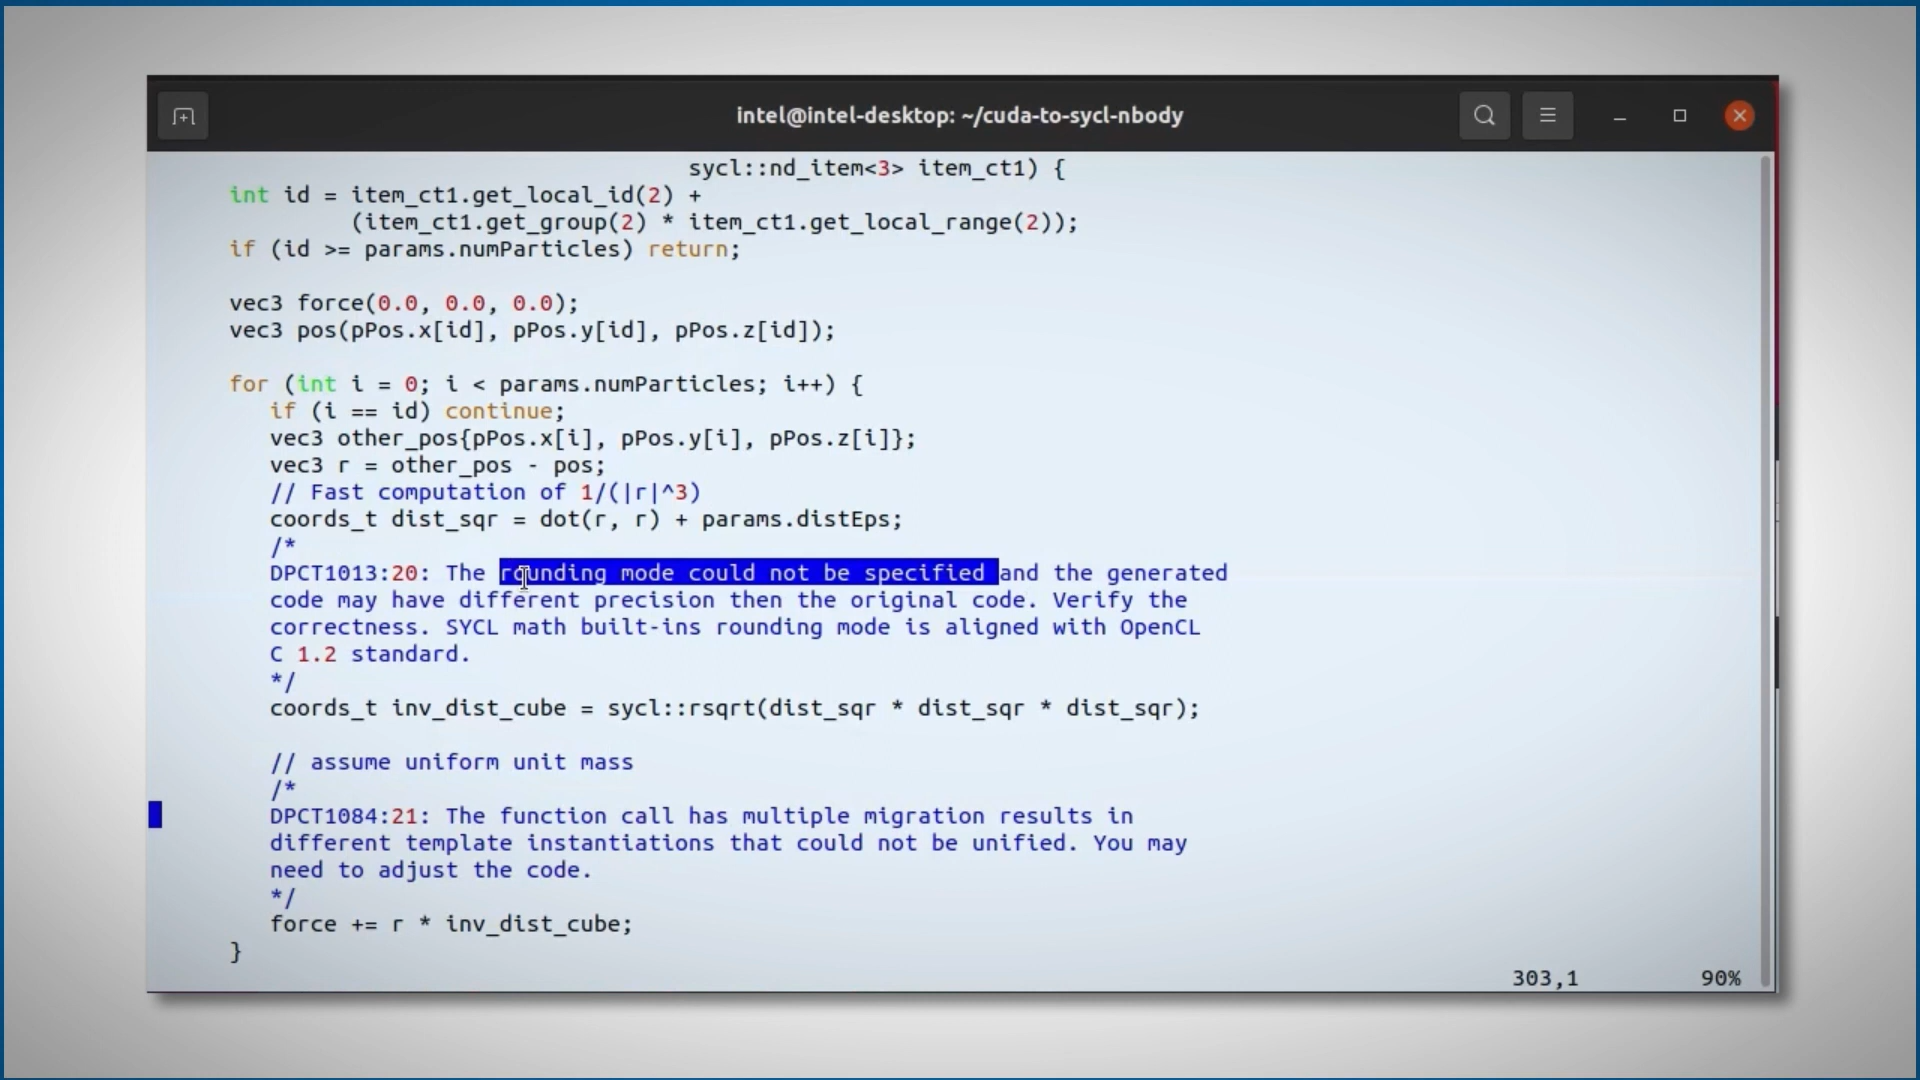 intel@intel-desktop: ~/cuda-to-sycl-nbody
sycl::nd_item<3> item_ct1) {
int id = item_ct1.get_local_id(2) +
(item_ct1.get_group(2) * item_ct1.get_local_range(2));
if (id >= params.numParticles) return;
vec3 force(0.0, 0.0, 0.0);
vec3 pos(pPos.x[id], pPos.y[id], pPos.z[id]);
for (int i = 0; i < params.numParticles; i++) {
if (i == id) continue;
vec3 other_pos{pPos.x[i], pPos.y[i], pPos.z[i]};
vec3 r = other_pos - pos;
// Fast computation of 1/(|r|^3)
coords_t dist_sqr = dot(r, r) + params.distEps;
/*
DPCT1013:20: The rounding mode could not be specified and the generated
code may have different precision then the original code. Verify the
correctness. SYCL math built-ins rounding mode is aligned with OpenCL
C 1.2 standard.
*/
coords_t inv_dist_cube = sycl::rsqrt(dist_sqr * dist_sqr * dist_sqr);
// assume uniform unit mass
/*
DPCT1084:21: The function call has multiple migration results in
different template instantiations that could not be unified. You may
need to adjust the code.
*/
force += r * inv_dist_cube;
}
303,1 90%